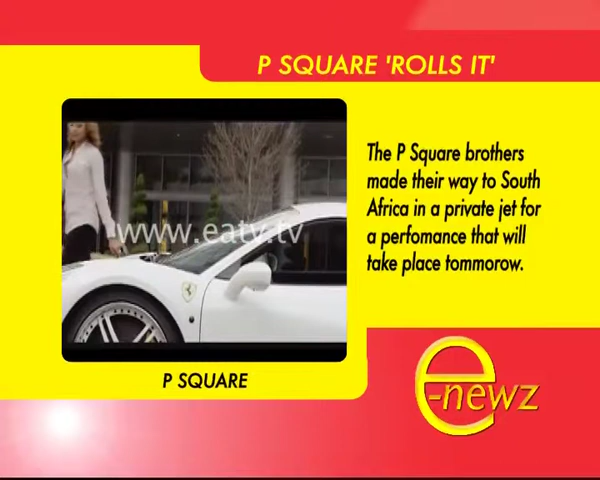 P SQUARE 'ROLLS IT'
The P Square brothers
made their way to South
Africa in a private jet for
a perfomance that will
take place tommorow.
www.eatv.tv
P SQUARE
e-newz